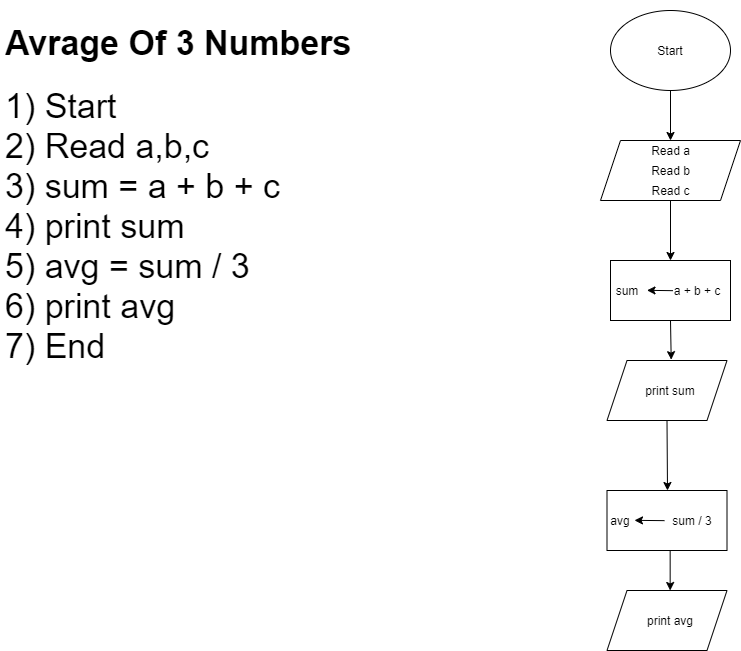 Avrage Of 3 Numbers
1) Start
2) Read a,b,c
3) sum = a + b + c
4) print sum
5) avg = sum / 3
6) print avg
7) End
Start
Read a
Read b
Read c
sum a + b + c
print sum
avg sum / 3
print avg